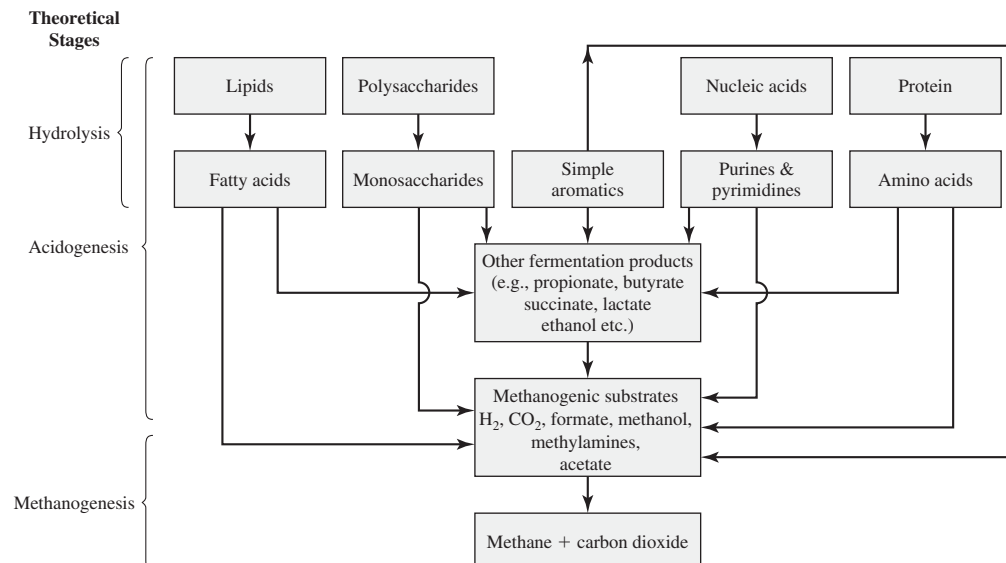 Theoretical
Stages
Lipids
Polysaccharides
Nucleic acids
Protein
Hydrolysis
Fatty acids
Monosaccharides
Simple
aromatics
Purines &
pyrimidines
Amino acids
Acidogenesis
Other fermentation products
(e.g., propionate, butyrate
succinate, lactate
ethanol etc.)
Methanogenic substrates
H₂, CO₂, formate, methanol,
methylamines,
acetate
Methanogenesis
Methane + carbon dioxide